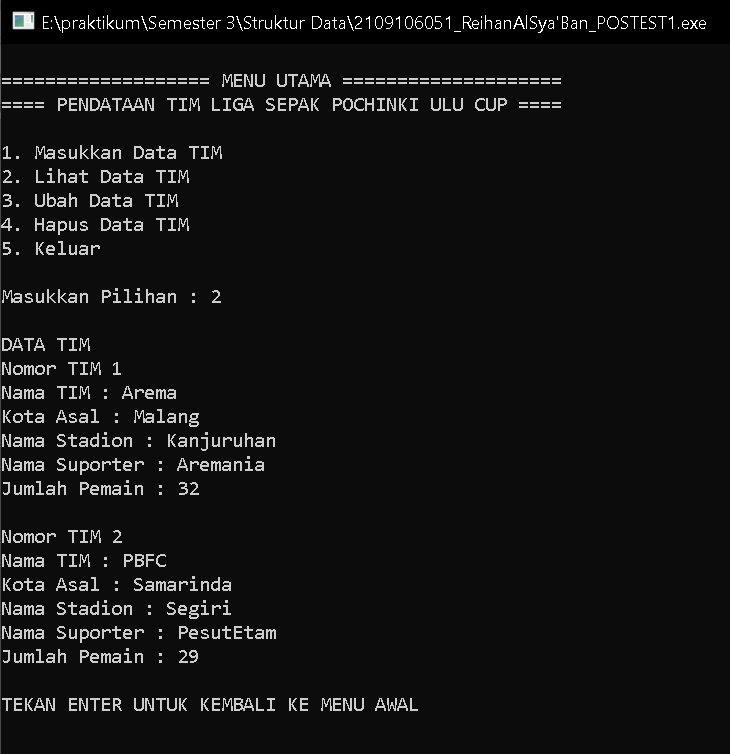 E:\praktikum\Semester 3\Struktur Data\2109106051_ReihanAlSya'Ban_POSTEST1.exe
=================== MENU UTAMA ====================
==== PENDATAAN TIM LIGA SEPAK POCHINKI ULU CUP ====
1. Masukkan Data TIM
2. Lihat Data TIM
3. Ubah Data TIM
4. Hapus Data TIM
5. Keluar
Masukkan Pilihan : 2
DATA TIM
Nomor TIM 1
Nama TIM : Arema
Kota Asal : Malang
Nama Stadion : Kanjuruhan
Nama Suporter : Aremania
Jumlah Pemain : 32
Nomor TIM 2
Nama TIM : PBFC
Kota Asal : Samarinda
Nama Stadion : Segiri
Nama Suporter : PesutEtam
Jumlah Pemain : 29
TEKAN ENTER UNTUK KEMBALI KE MENU AWAL